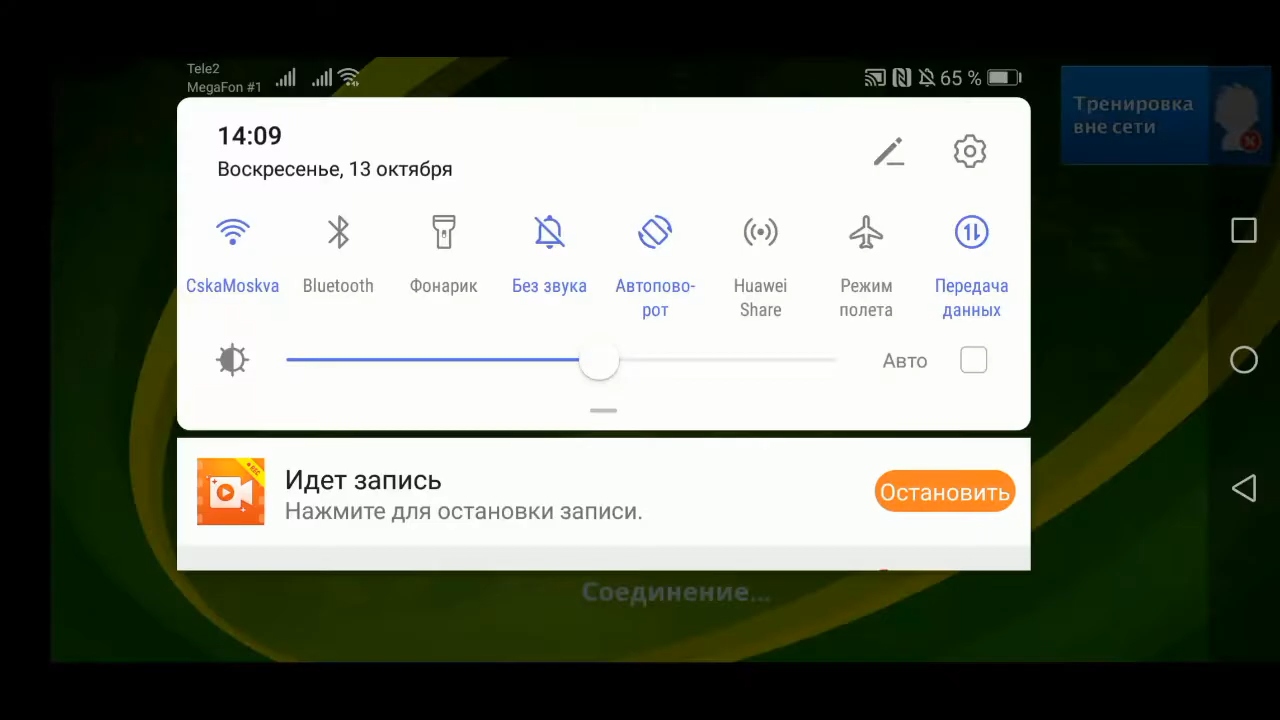 Tele2
MegaFon #1
65 %
Тренировка
вне сети
14:09
Воскресенье, 13 октября
CskaMoskva
Bluetooth
Фонарик
Без звука
Автопово-
рот
Huawei
Share
Режим
полета
Передача
данных
Авто
REC
Идет запись
Нажмите для остановки записи.
Остановить
Соединение...